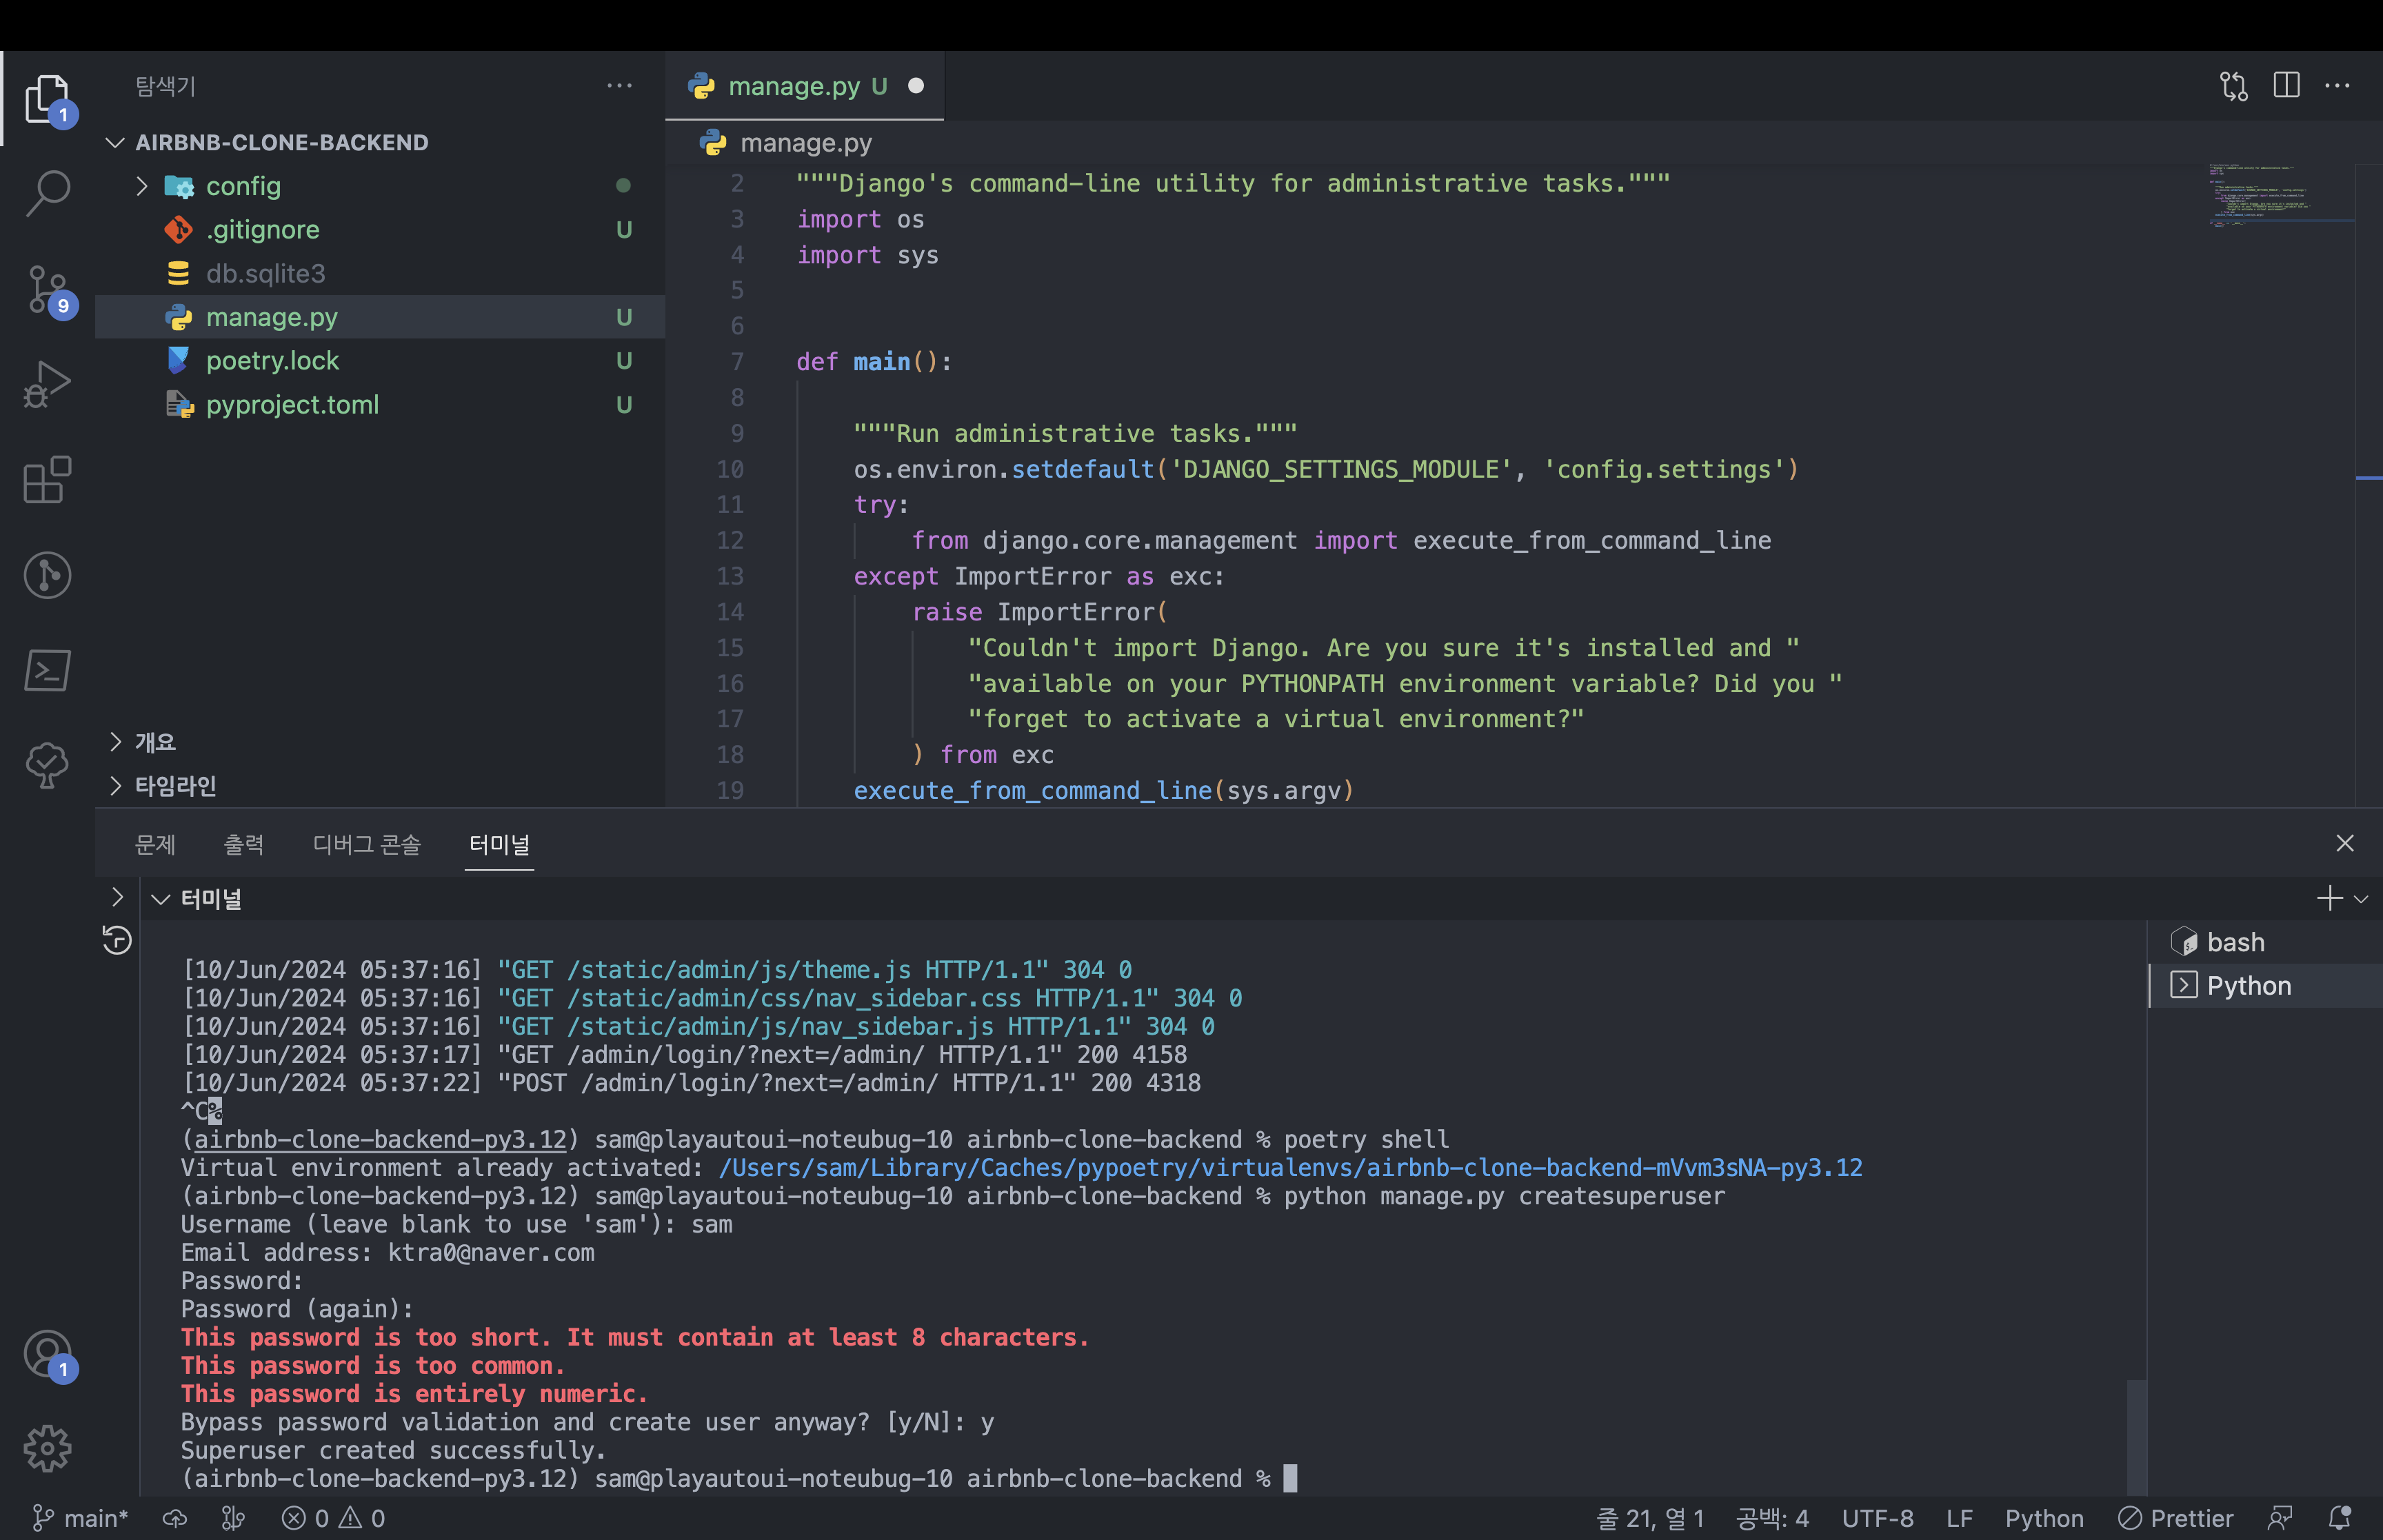 탐색기
manage.py U
1
AIRBNB-CLONE-BACKEND
manage.py
config
.gitignore U
db.sqlite3
9
manage.py U
poetry.lock U
pyproject.toml U
개요
타임라인
2 """Django's command-line utility for administrative tasks."""
3 import os
4 import sys
5
6
7 def main():
8
9 """Run administrative tasks."""
10 os.environ.setdefault('DJANGO_SETTINGS_MODULE', 'config.settings')
11 try:
12 from django.core.management import execute_from_command_line
13 except ImportError as exc:
14 raise ImportError(
15 "Couldn't import Django. Are you sure it's installed and "
16 "available on your PYTHONPATH environment variable? Did you "
17 "forget to activate a virtual environment?"
18 ) from exc
19 execute_from_command_line(sys.argv)
문제 출력 디버그 콘솔 터미널
터미널
bash
Python
[10/Jun/2024 05:37:16] "GET /static/admin/js/theme.js HTTP/1.1" 304 0
[10/Jun/2024 05:37:16] "GET /static/admin/css/nav_sidebar.css HTTP/1.1" 304 0
[10/Jun/2024 05:37:16] "GET /static/admin/js/nav_sidebar.js HTTP/1.1" 304 0
[10/Jun/2024 05:37:17] "GET /admin/login/?next=/admin/ HTTP/1.1" 200 4158
[10/Jun/2024 05:37:22] "POST /admin/login/?next=/admin/ HTTP/1.1" 200 4318
^C%
(airbnb-clone-backend-py3.12) sam@playautoui-noteubug-10 airbnb-clone-backend % poetry shell
Virtual environment already activated: /Users/sam/Library/Caches/pypoetry/virtualenvs/airbnb-clone-backend-mVvm3sNA-py3.12
(airbnb-clone-backend-py3.12) sam@playautoui-noteubug-10 airbnb-clone-backend % python manage.py createsuperuser
Username (leave blank to use 'sam'): sam
Email address: ktra0@naver.com
Password:
Password (again):
This password is too short. It must contain at least 8 characters.
This password is too common.
This password is entirely numeric.
Bypass password validation and create user anyway? [y/N]: y
Superuser created successfully.
(airbnb-clone-backend-py3.12) sam@playautoui-noteubug-10 airbnb-clone-backend %
1
main* 0 0 줄 21, 열 1 공백: 4 UTF-8 LF Python Prettier